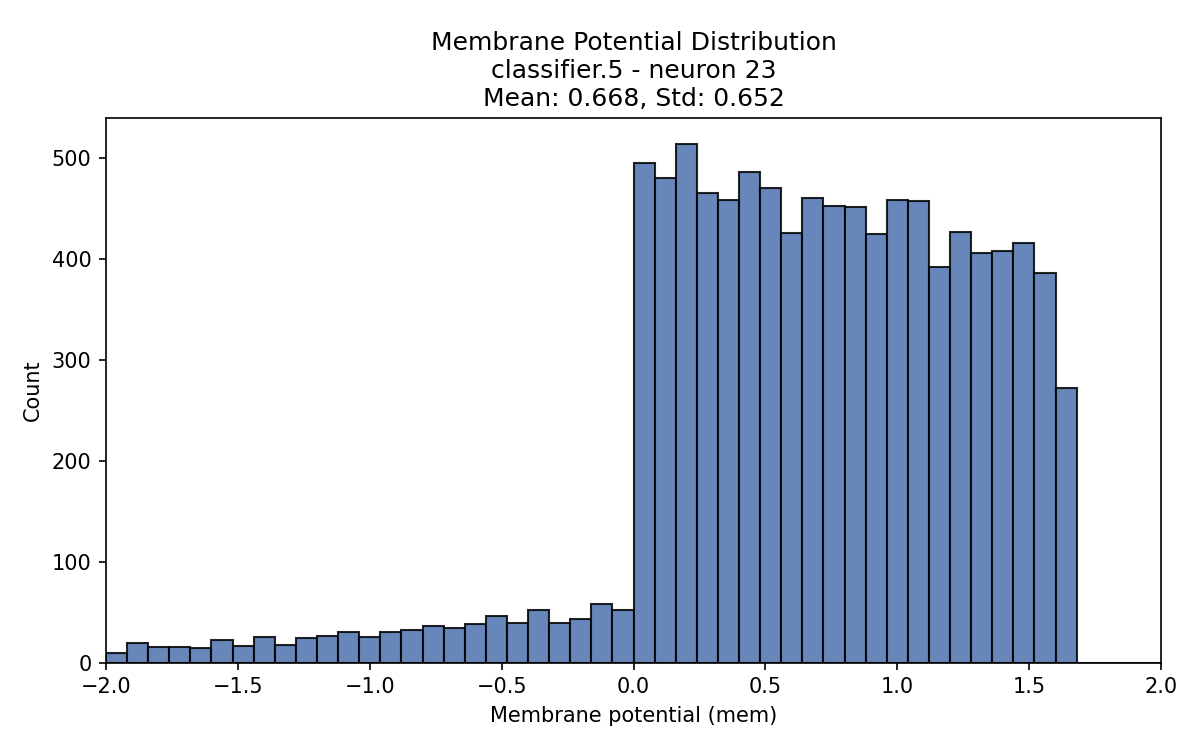 Membrane Potential Distribution
classifier.5 - neuron 23
Mean: 0.668, Std: 0.652
500
400
300
200
100
0
Count
−2.0 −1.5 −1.0 −0.5 0.0 0.5 1.0 1.5 2.0
Membrane potential (mem)